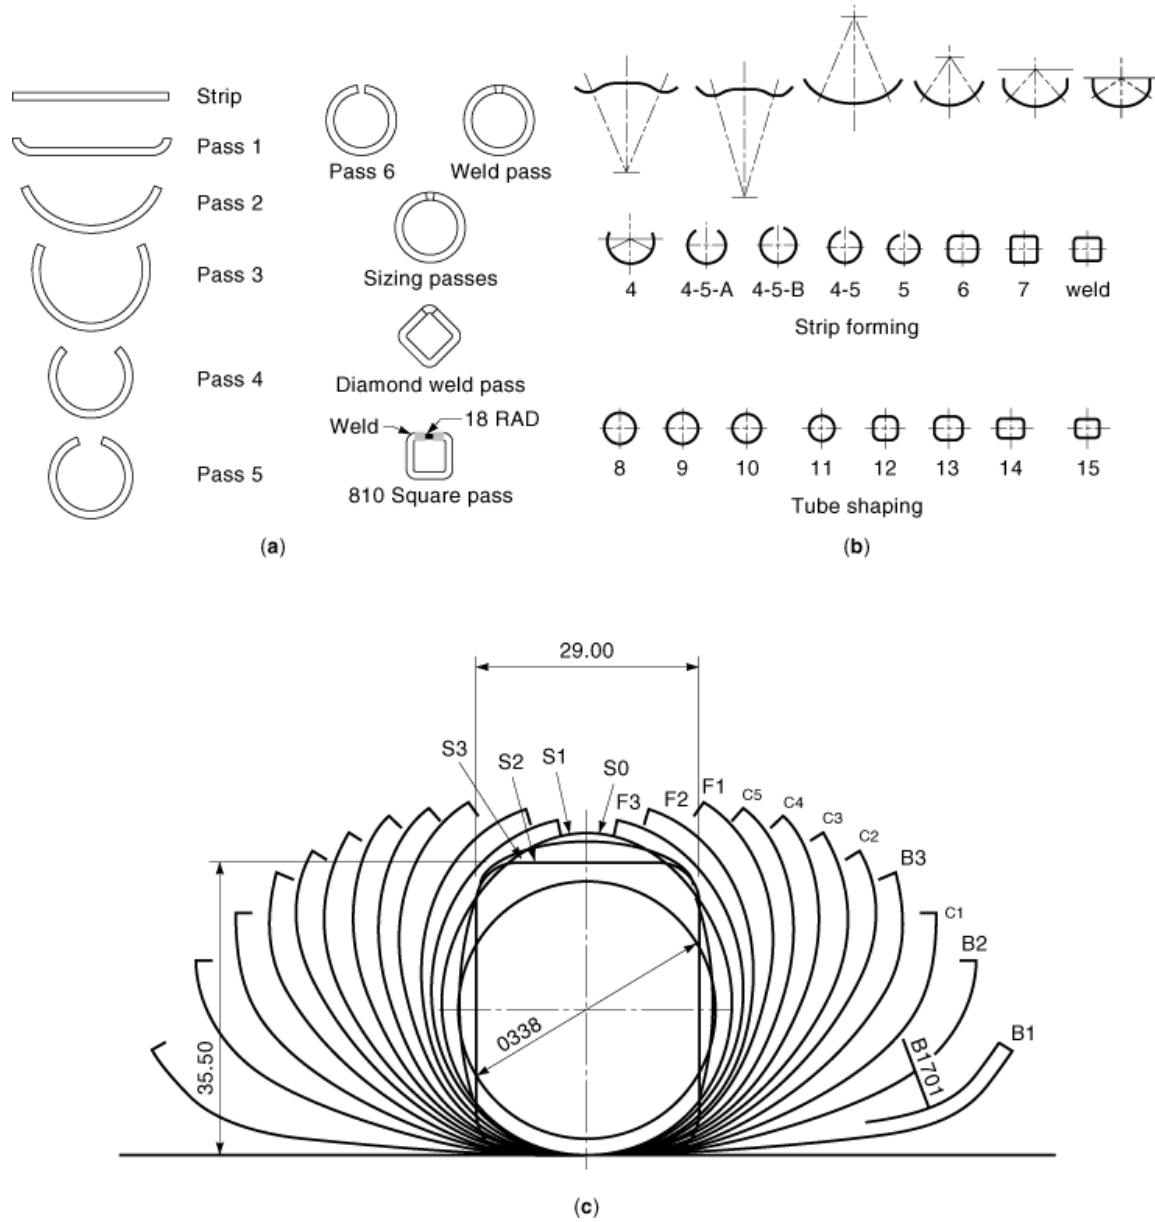 Strip
Pass 1
Pass 2
Pass 3
Pass 4
Pass 5
Pass 6
Weld pass
Sizing passes
Diamond weld pass
Weld
18 RAD
810 Square pass
(a)
4 4-5-A 4-5-B 4-5 5 6 7 weld
Strip forming
8 9 10 11 12 13 14 15
Tube shaping
(b)
29.00
S3
S2
S1
S0
F3
F2
F1
C5
C4
C3
C2
B3
C1
B2
B1
B1701
0338
35.50
(c)